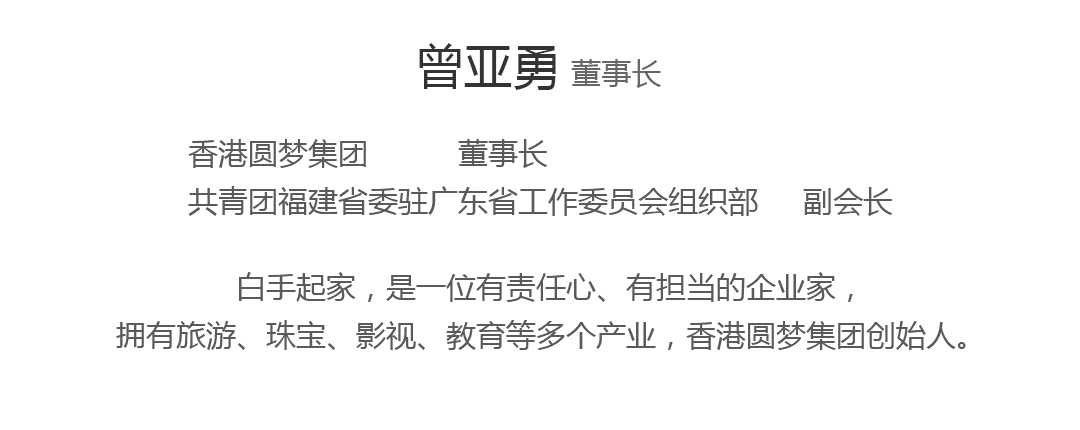 曾亚勇 董事长
香港圆梦集团 董事长
共青团福建省委驻广东省工作委员会组织部 副会长
白手起家，是一位有责任心、有担当的企业家，
拥有旅游、珠宝、影视、教育等多个产业，香港圆梦集团创始人。